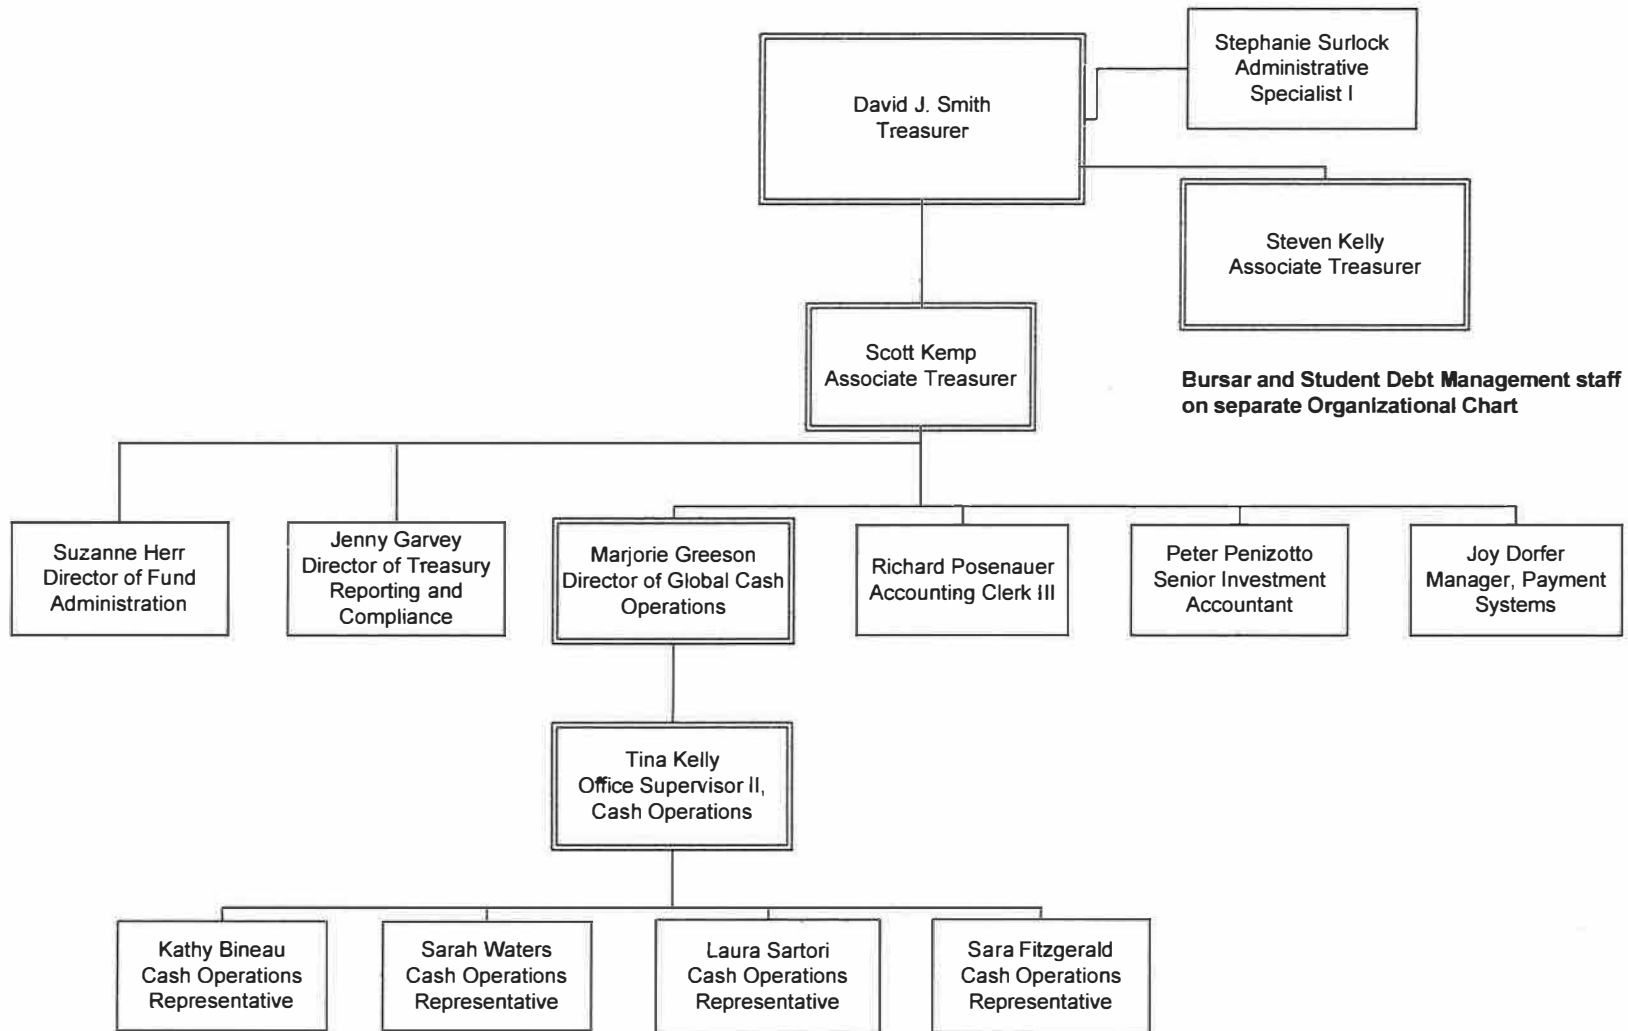 Stephanie Surlock
Administrative
Specialist I
David J. Smith
Treasurer
Steven Kelly
Associate Treasurer
Scott Kemp
Associate Treasurer
Bursar and Student Debt Management staff
on separate Organizational Chart
Suzanne Herr
Director of Fund
Administration
Jenny Garvey
Director of Treasury
Reporting and
Compliance
Marjorie Greeson
Director of Global Cash
Operations
Richard Posenauer
Accounting Clerk III
Peter Penizotto
Senior Investment
Accountant
Joy Dorfer
Manager, Payment
Systems
Tina Kelly
Office Supervisor II,
Cash Operations
Kathy Bineau
Cash Operations
Representative
Sarah Waters
Cash Operations
Representative
Laura Sartori
Cash Operations
Representative
Sara Fitzgerald
Cash Operations
Representative